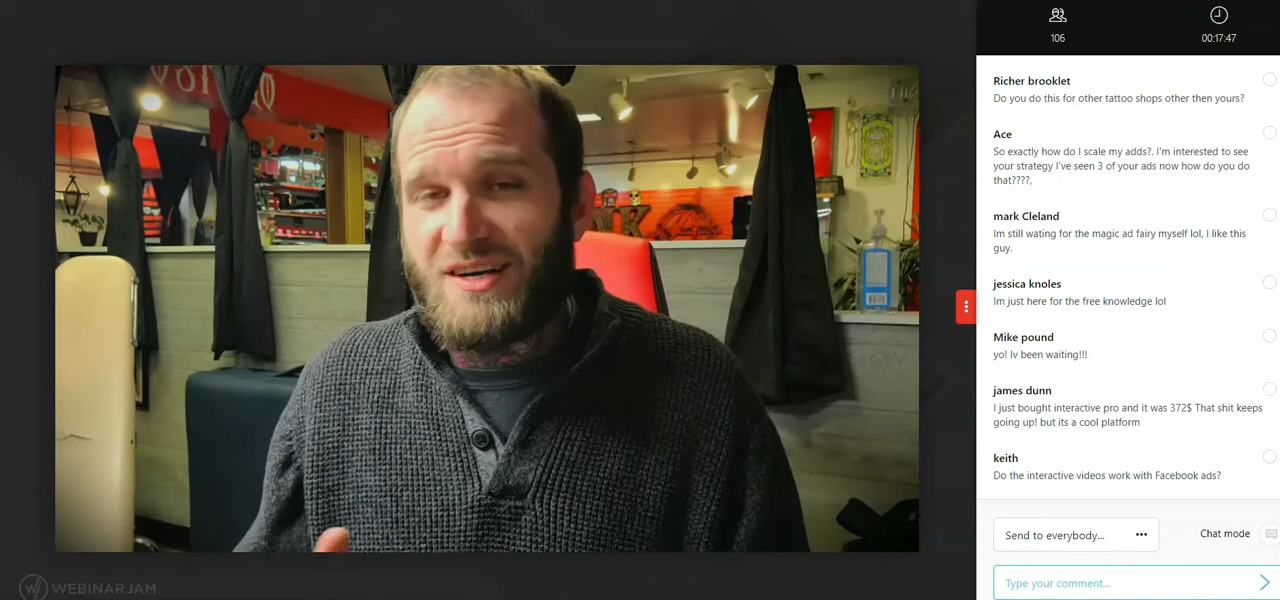 106
00:17:47
Richer brooklet
Do you do this for other tattoo shops other then yours?
Ace
So exactly how do I scale my adds?. I'm interested to see
your strategy I've seen 3 of your ads now how do you do
that????,
mark Cleland
Im still wating for the magic ad fairy myself lol, I like this
guy.
jessica knoles
Im just here for the free knowledge lol
Mike pound
yo! Iv been waiting!!!
james dunn
I just bought interactive pro and it was 372$ That shit keeps
going up! but its a cool platform
keith
Do the interactive videos work with Facebook ads?
Send to everybody...
Chat mode
Type your comment...
WEBINARJAM